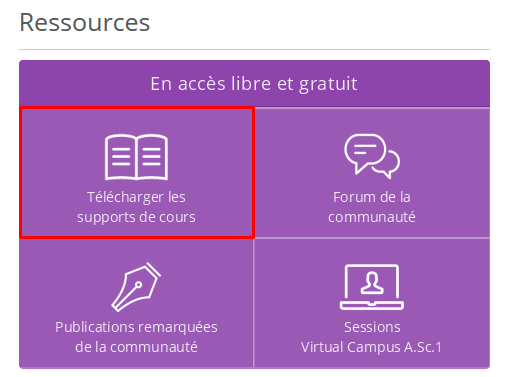 Ressources
En accès libre et gratuit
Télécharger les
supports de cours
Forum de la
communauté
Publications remarquées
de la communauté
Sessions
Virtual Campus A.Sc.1